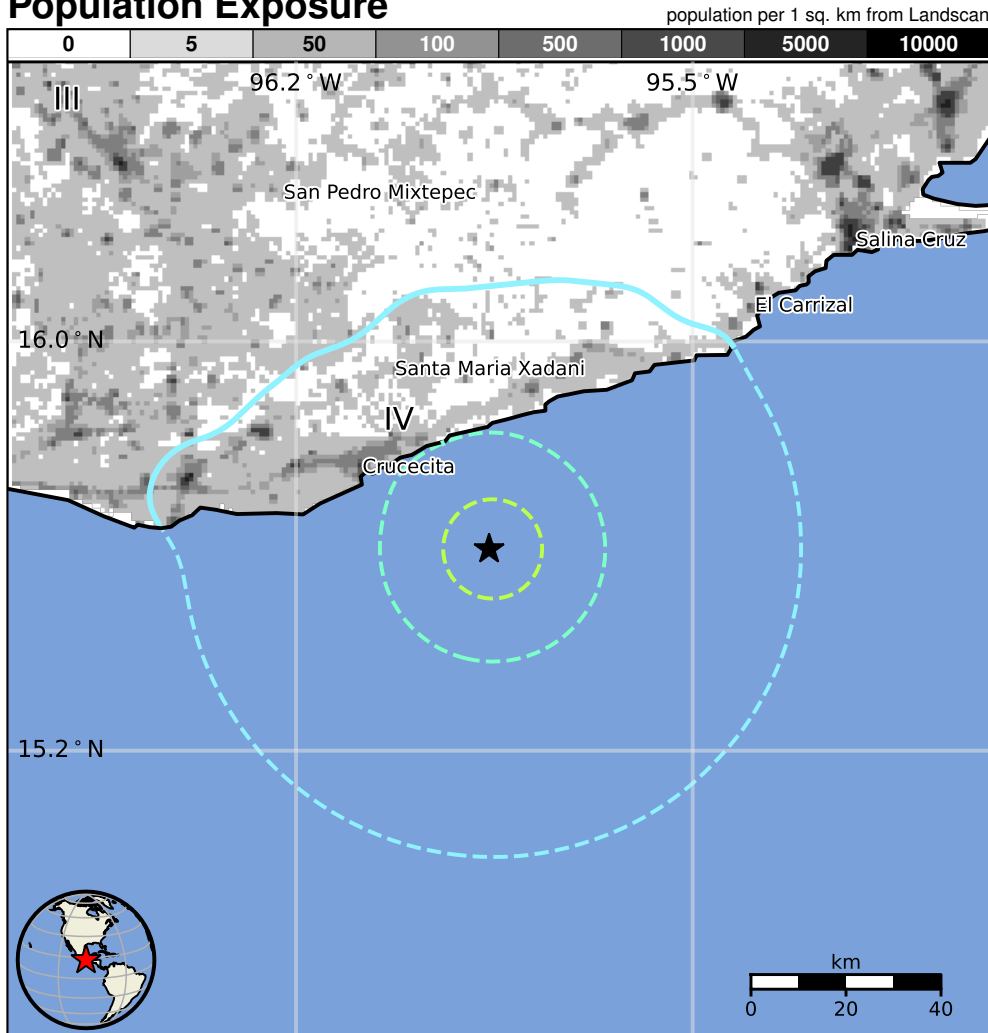 Population Exposure
population per 1 sq. km from Landscan
0 5 50 100 500 1000 5000 10000
96.2°W 95.5°W
III
San Pedro Mixtepec
Salina Cruz
El Carrizal
16.0°N
Santa Maria Xadani
IV
Crucecita
15.2°N
km
0 20 40